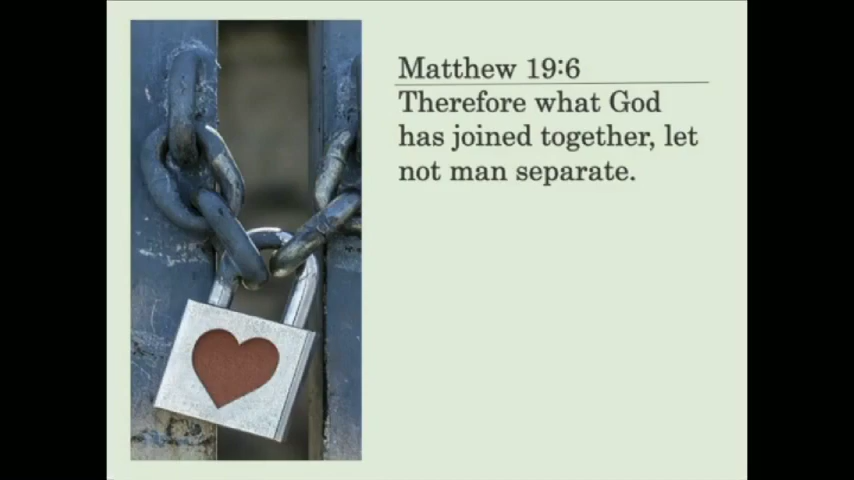 Matthew 19:6
Therefore what God
has joined together, let
not man separate.